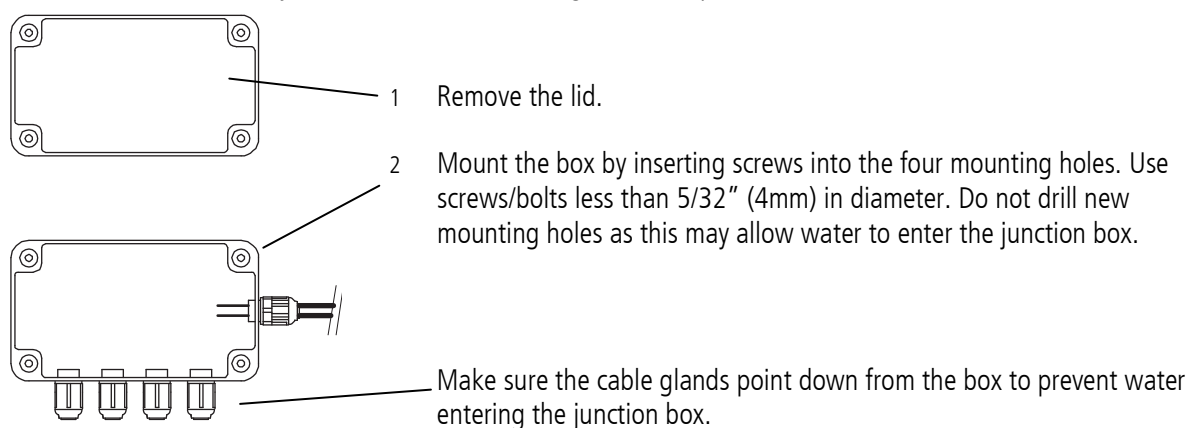 1 Remove the lid.
2 Mount the box by inserting screws into the four mounting holes. Use
screws/bolts less than 5/32” (4mm) in diameter. Do not drill new
mounting holes as this may allow water to enter the junction box.
Make sure the cable glands point down from the box to prevent water
entering the junction box.